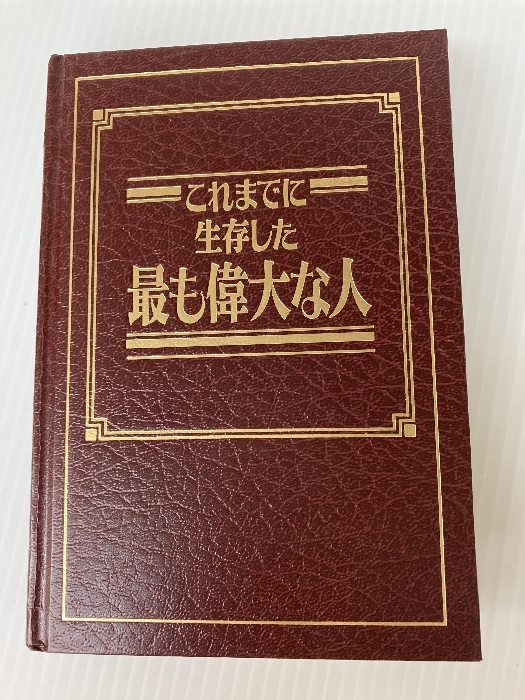 これまでに
生存した
最も偉大な人